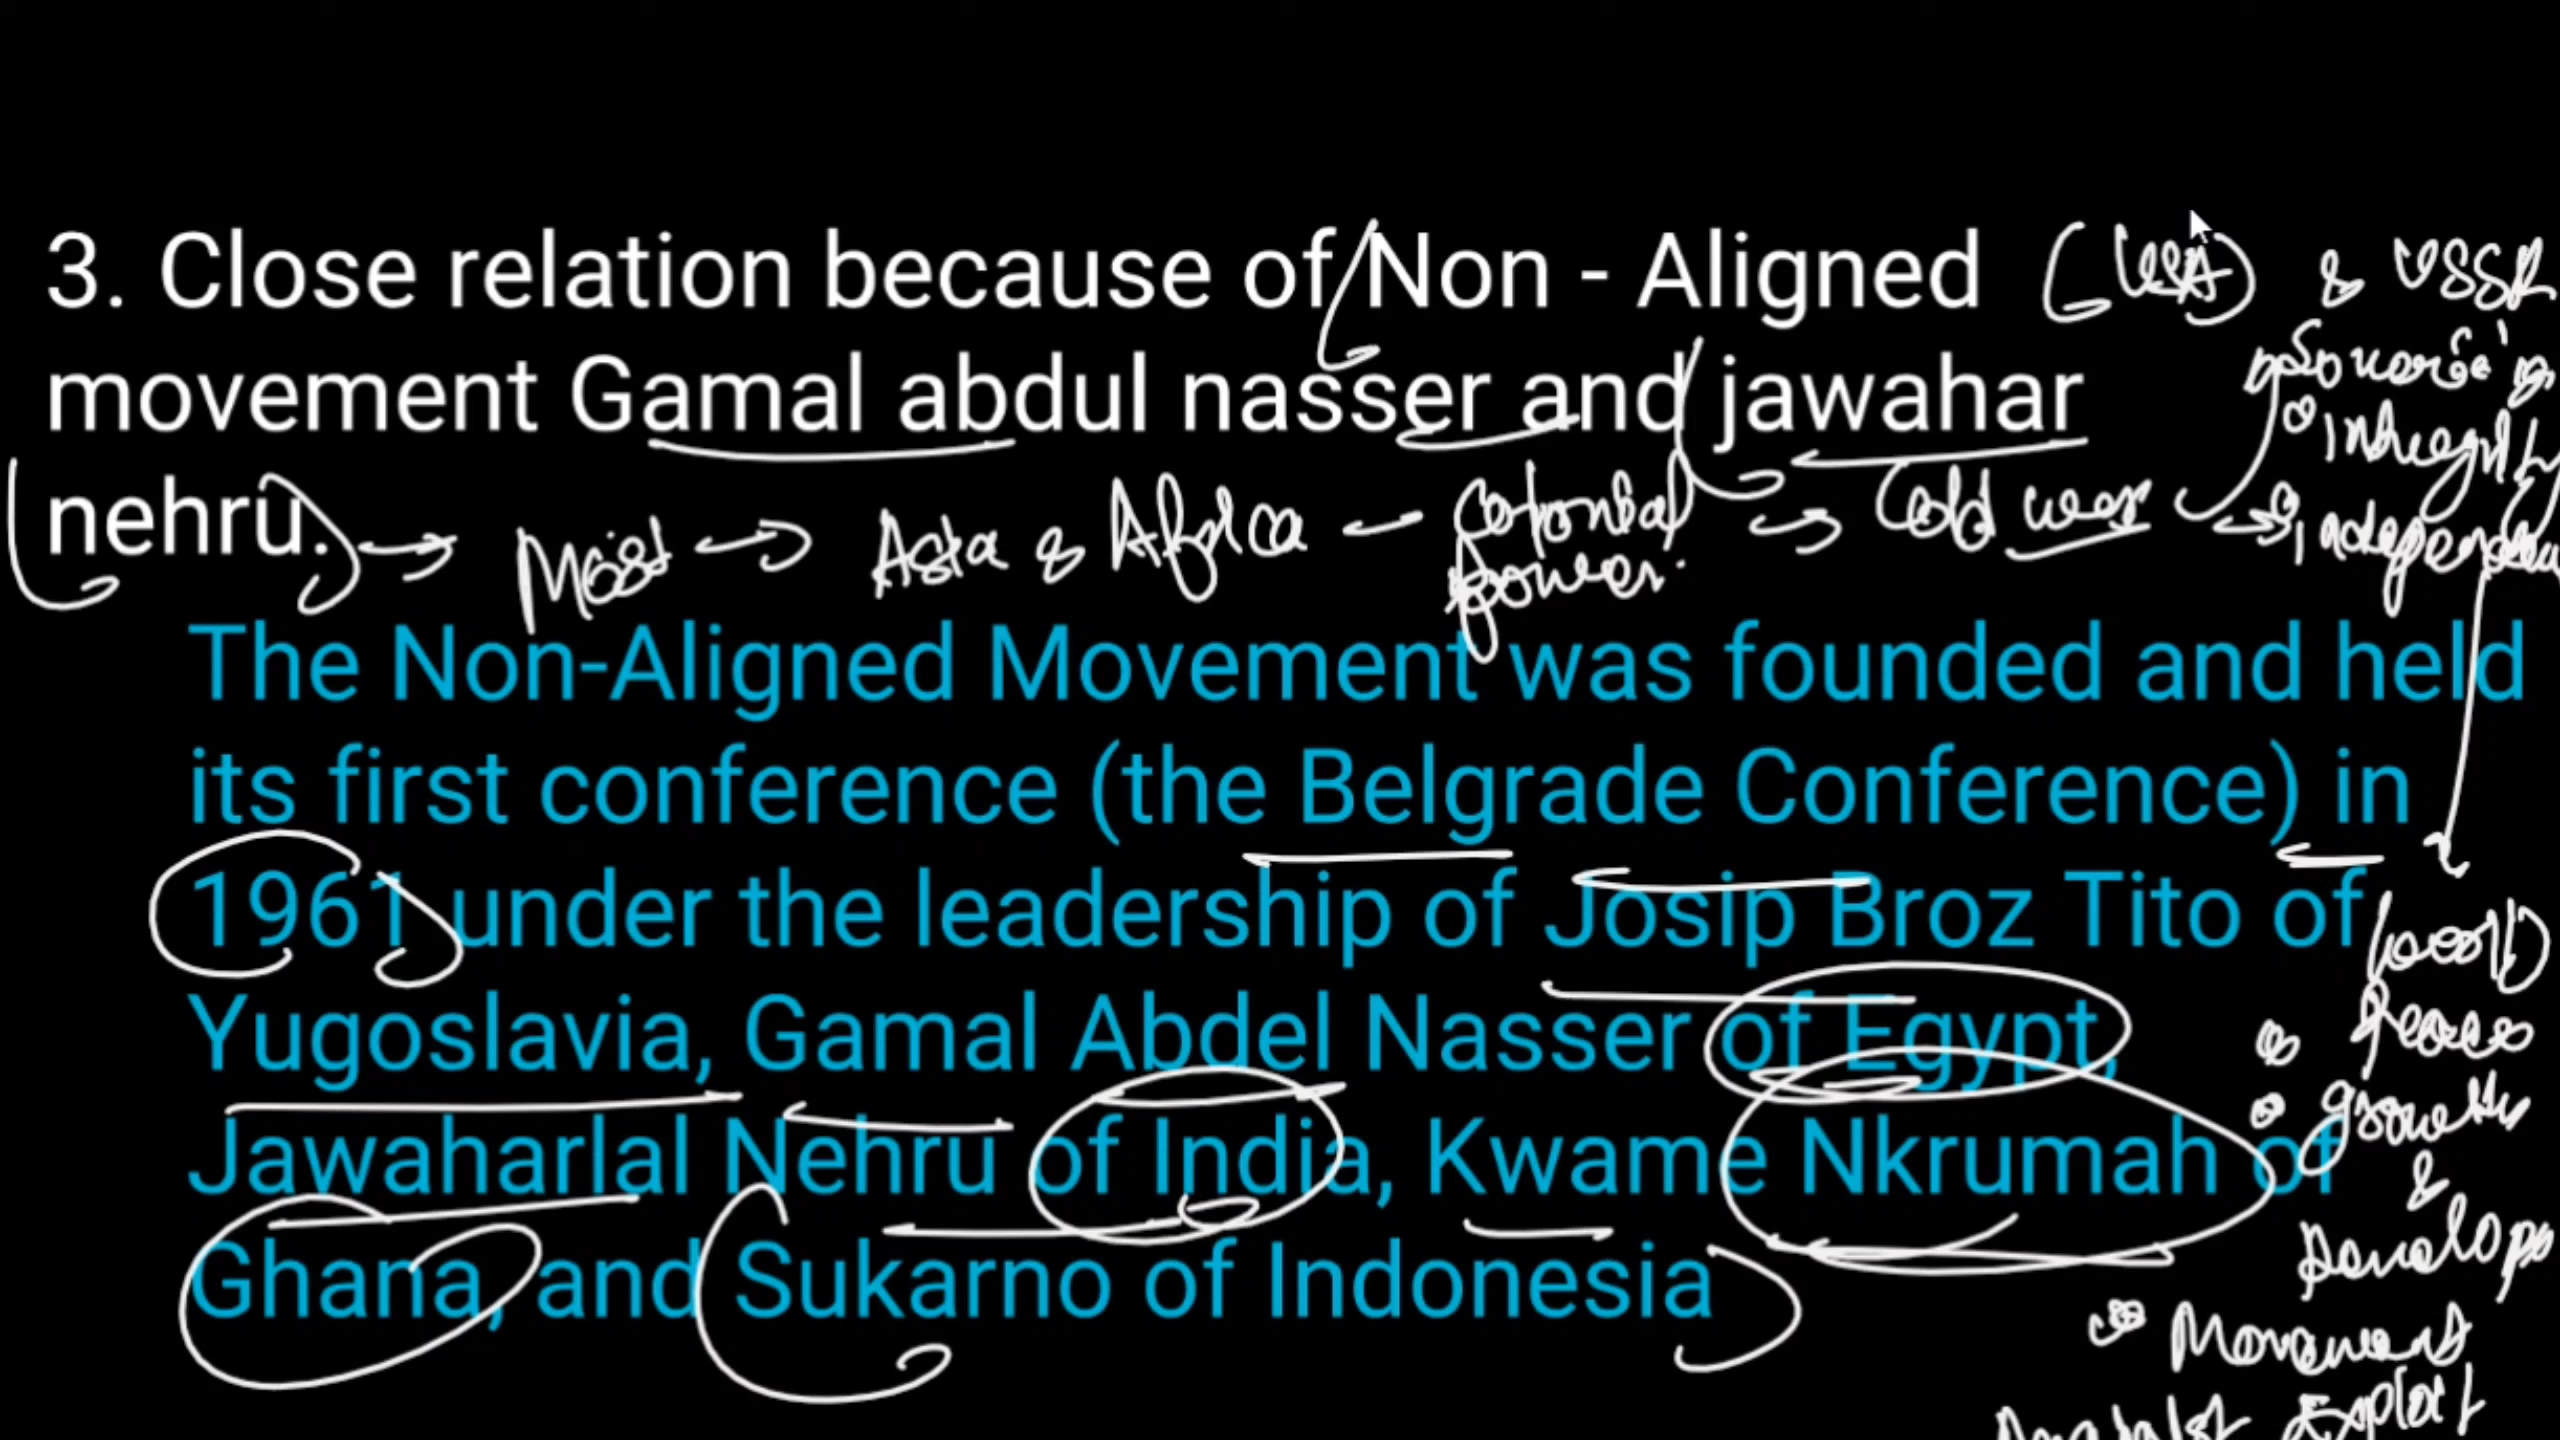 3. Close relation because of Non - Aligned
(USA) & USSR
movement Gamal abdul nasser and jawahar
nehru. → Most → Asia & Africa - Colonial power. → Cold war →
The Non-Aligned Movement was founded and held
its first conference (the Belgrade Conference) in
1961 under the leadership of Josip Broz Tito of
Yugoslavia, Gamal Abdel Nasser of Egypt,
Jawaharlal Nehru of India, Kwame Nkrumah of
Ghana, and Sukarno of Indonesia
World
Peace
growth
&
Develop
Movement